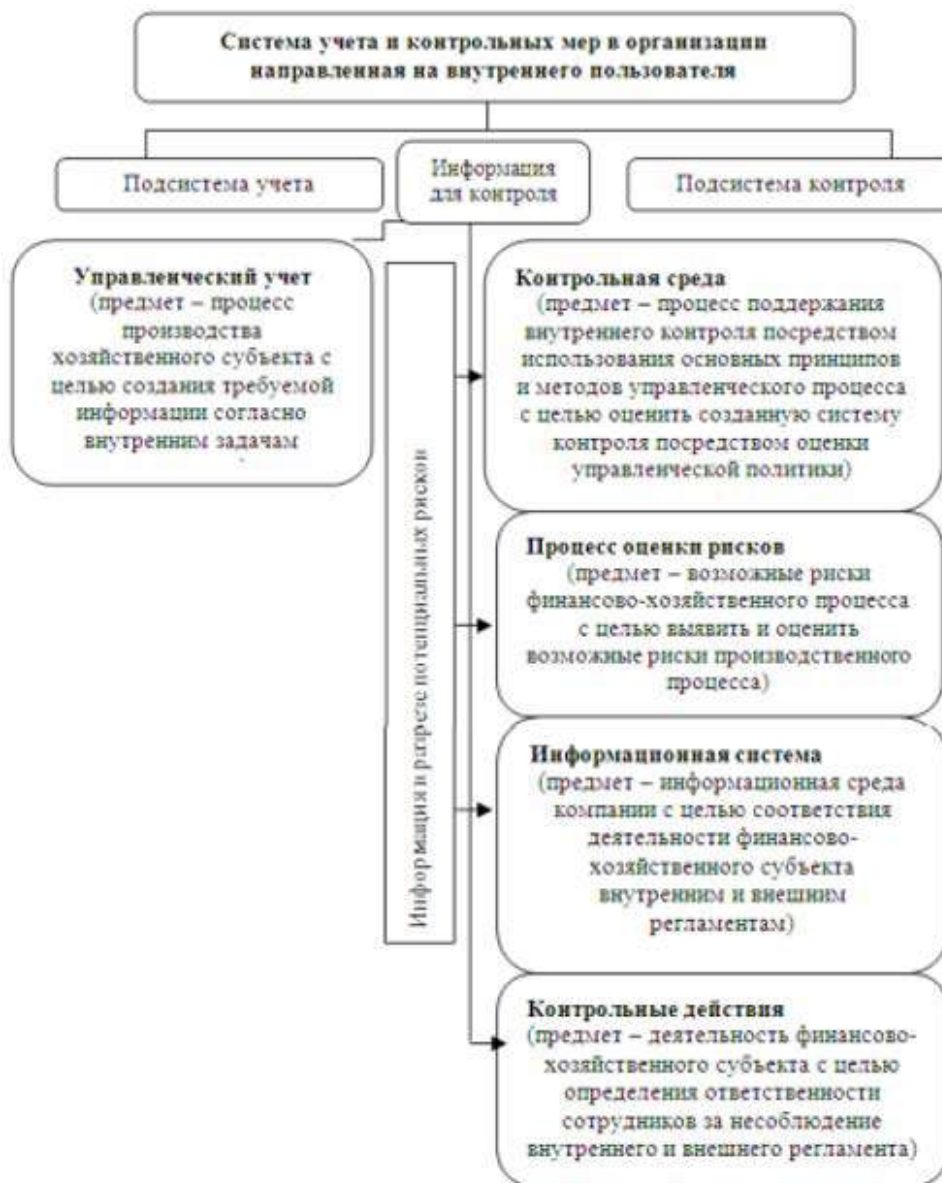 Система учета и контрольных мер в организации
направленная на внутреннего пользователя
Подсистема учета
Информация
для контроля
Подсистема контроля
Управленческий учет
(предмет – процесс
производства
хозяйственного субъекта с
целью создания требуемой
информации согласно
внутренним задачам
Информация в разрезе потенциальных рисков
Контрольная среда
(предмет – процесс поддержания
внутреннего контроля посредством
использования основных принципов
и методов управленческого процесса
с целью оценить созданную систему
контроля посредством оценки
управленческой политики)
Процесс оценки рисков
(предмет – возможные риски
финансово-хозяйственного процесса
с целью выявить и оценить
возможные риски производственного
процесса)
Информационная система
(предмет – информационная среда
компании с целью соответствия
деятельности финансово-
хозяйственного субъекта
внутренним и внешним
регламентам)
Контрольные действия
(предмет – деятельность финансово-
хозяйственного субъекта с целью
определения ответственности
сотрудников за несоблюдение
внутреннего и внешнего регламента)